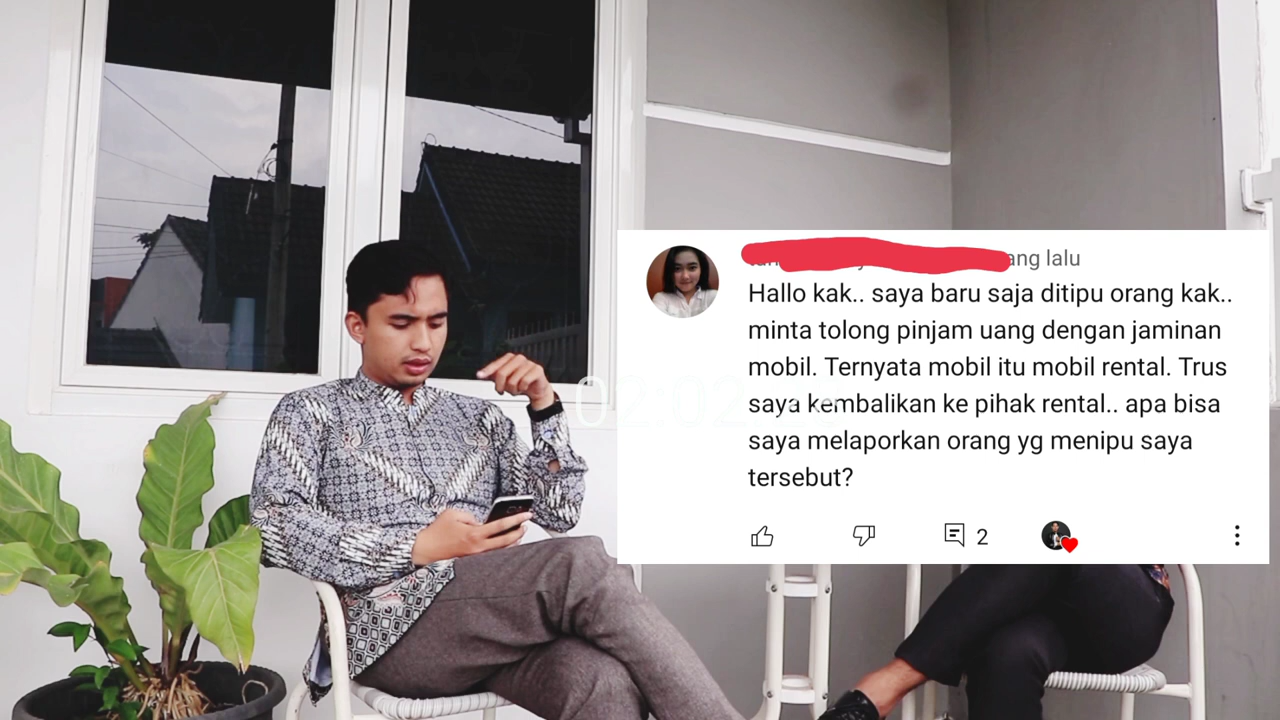 ang lalu
Hallo kak.. saya baru saja ditipu orang kak..
minta tolong pinjam uang dengan jaminan
mobil. Ternyata mobil itu mobil rental. Trus
saya kembalikan ke pihak rental.. apa bisa
saya melaporkan orang yg menipu saya
tersebut?
2